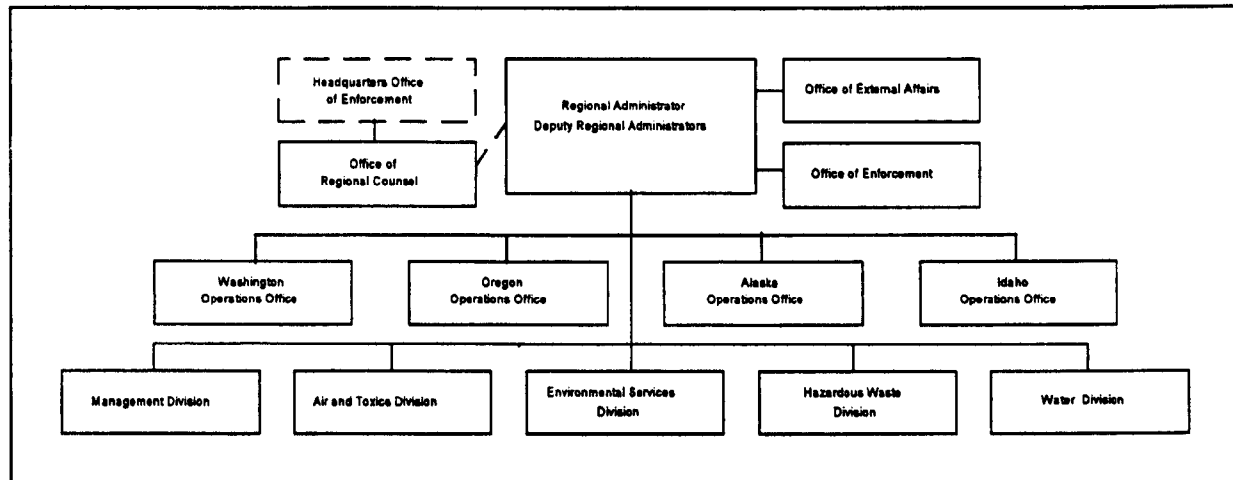 Headquarters Office
of Enforcement
Regional Administrator
Deputy Regional Administrators
Office of External Affairs
Office of
Regional Counsel
Office of Enforcement
Washington
Operations Office
Oregon
Operations Office
Alaska
Operations Office
Idaho
Operations Office
Management Division
Air and Toxics Division
Environmental Services
Division
Hazardous Waste
Division
Water Division